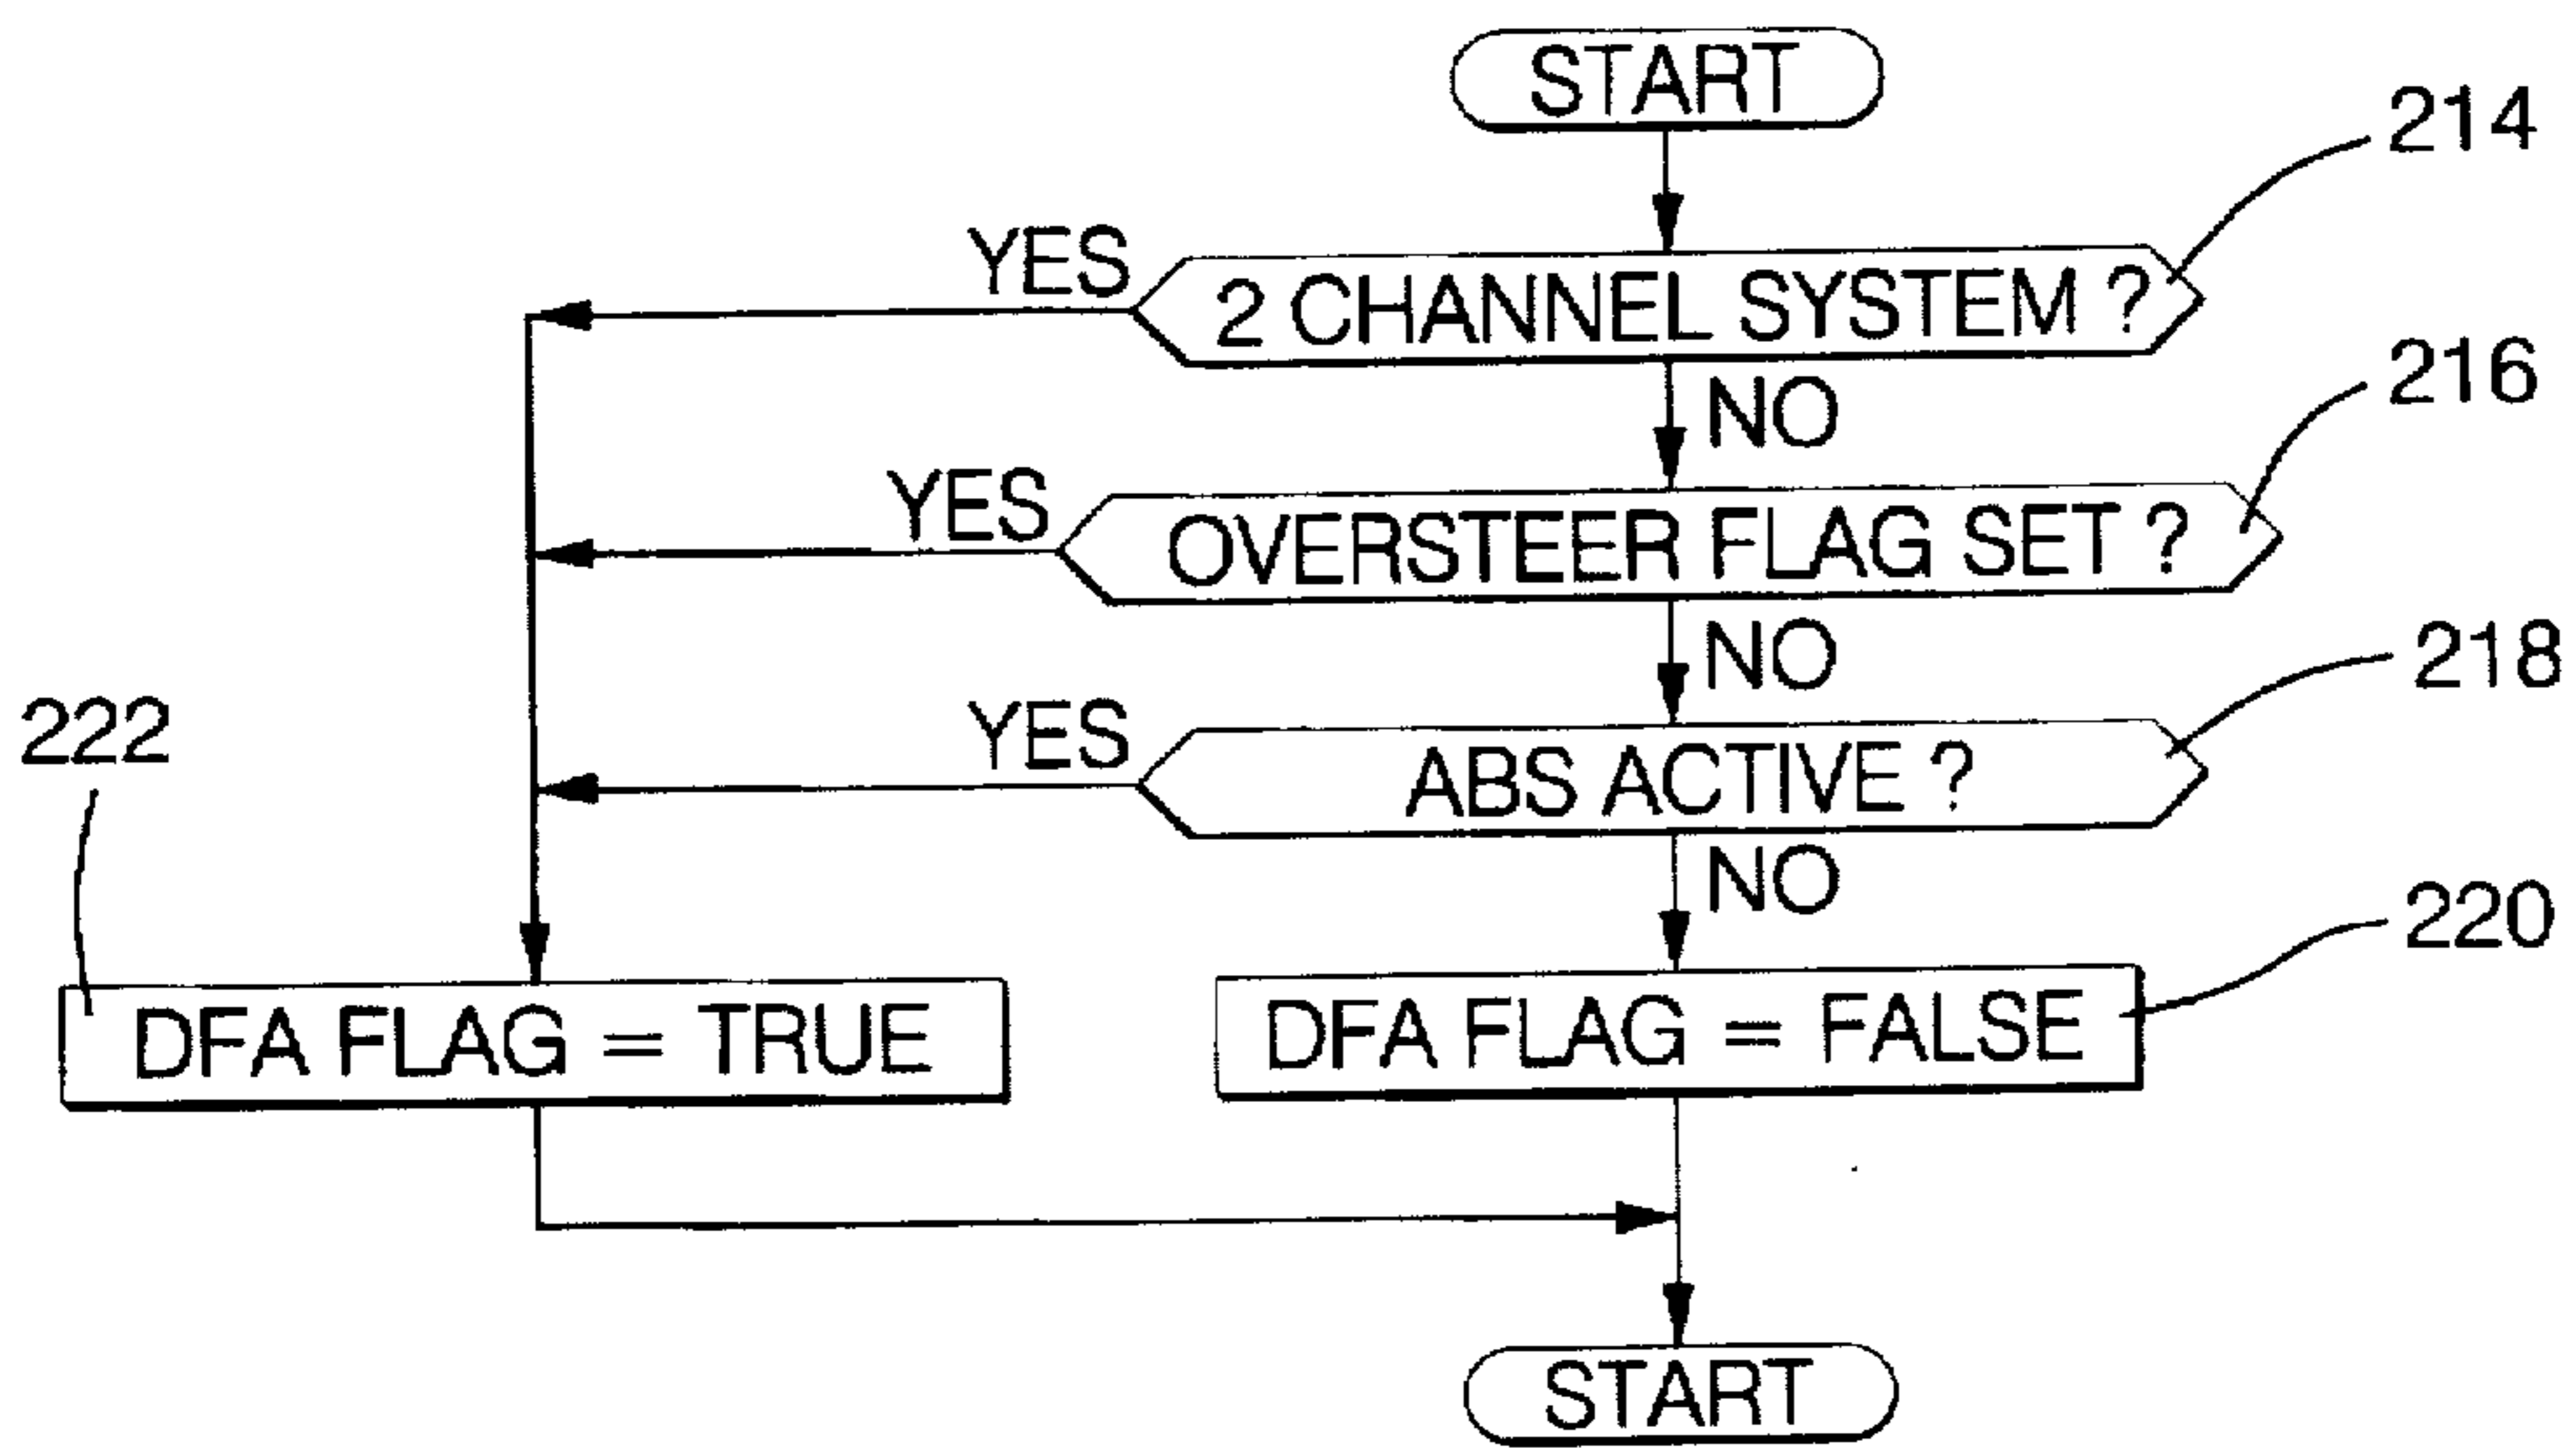 START
214
YES
2 CHANNEL SYSTEM ?
NO
216
YES
OVERSTEER FLAG SET ?
NO
218
YES
ABS ACTIVE ?
NO
222
220
DFA FLAG = TRUE
DFA FLAG = FALSE
START